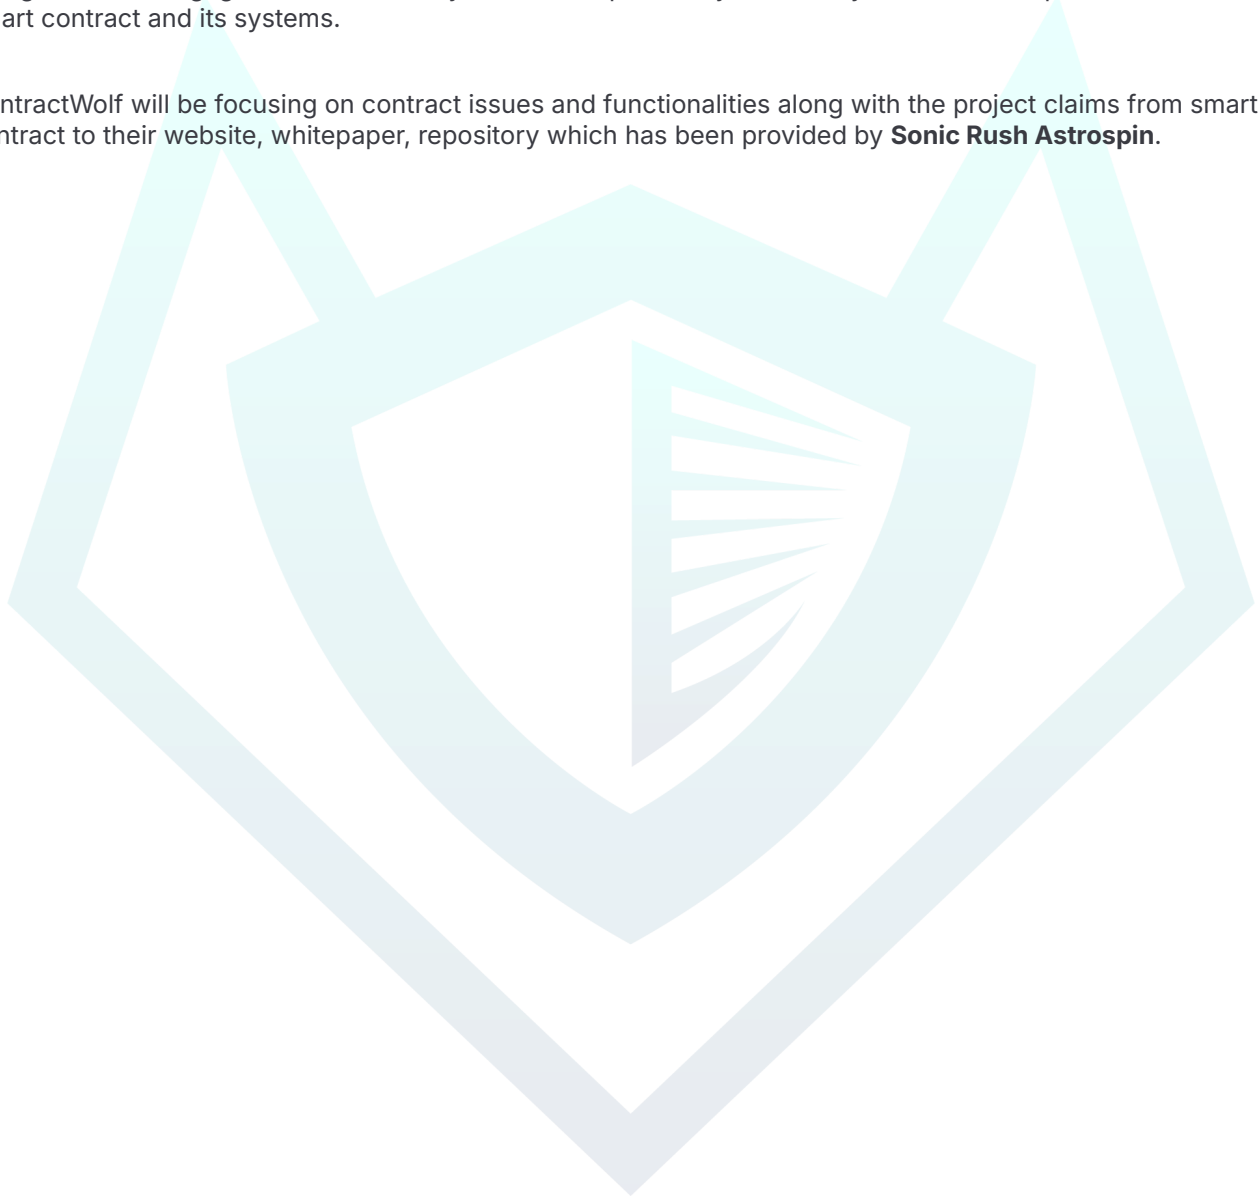 art contract and its systems.
ntractWolf will be focusing on contract issues and functionalities along with the project claims from smart
ntract to their website, whitepaper, repository which has been provided by Sonic Rush Astrospin.